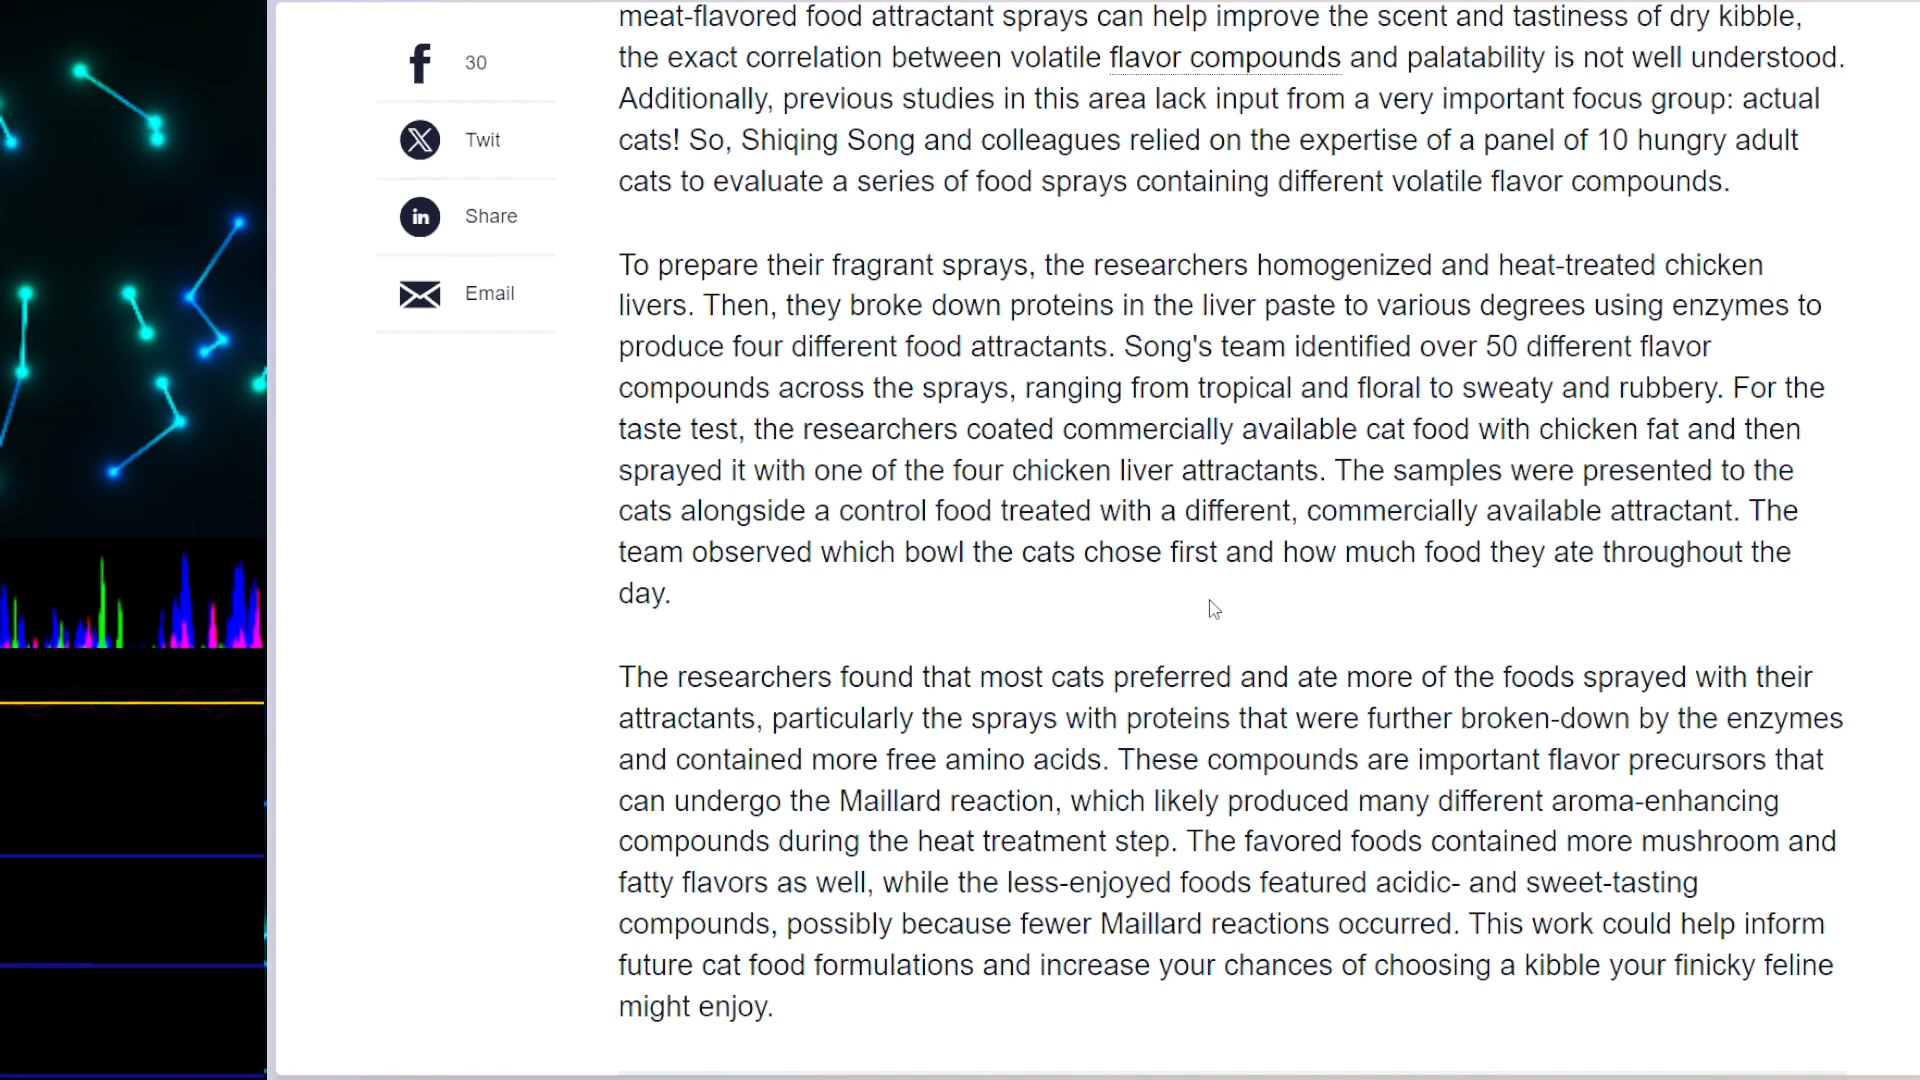 30
Twit
Share
Email
meat-flavored food attractant sprays can help improve the scent and tastiness of dry kibble,
the exact correlation between volatile flavor compounds and palatability is not well understood.
Additionally, previous studies in this area lack input from a very important focus group: actual
cats! So, Shiqing Song and colleagues relied on the expertise of a panel of 10 hungry adult
cats to evaluate a series of food sprays containing different volatile flavor compounds.
To prepare their fragrant sprays, the researchers homogenized and heat-treated chicken
livers. Then, they broke down proteins in the liver paste to various degrees using enzymes to
produce four different food attractants. Song's team identified over 50 different flavor
compounds across the sprays, ranging from tropical and floral to sweaty and rubbery. For the
taste test, the researchers coated commercially available cat food with chicken fat and then
sprayed it with one of the four chicken liver attractants. The samples were presented to the
cats alongside a control food treated with a different, commercially available attractant. The
team observed which bowl the cats chose first and how much food they ate throughout the
day.
The researchers found that most cats preferred and ate more of the foods sprayed with their
attractants, particularly the sprays with proteins that were further broken-down by the enzymes
and contained more free amino acids. These compounds are important flavor precursors that
can undergo the Maillard reaction, which likely produced many different aroma-enhancing
compounds during the heat treatment step. The favored foods contained more mushroom and
fatty flavors as well, while the less-enjoyed foods featured acidic- and sweet-tasting
compounds, possibly because fewer Maillard reactions occurred. This work could help inform
future cat food formulations and increase your chances of choosing a kibble your finicky feline
might enjoy.